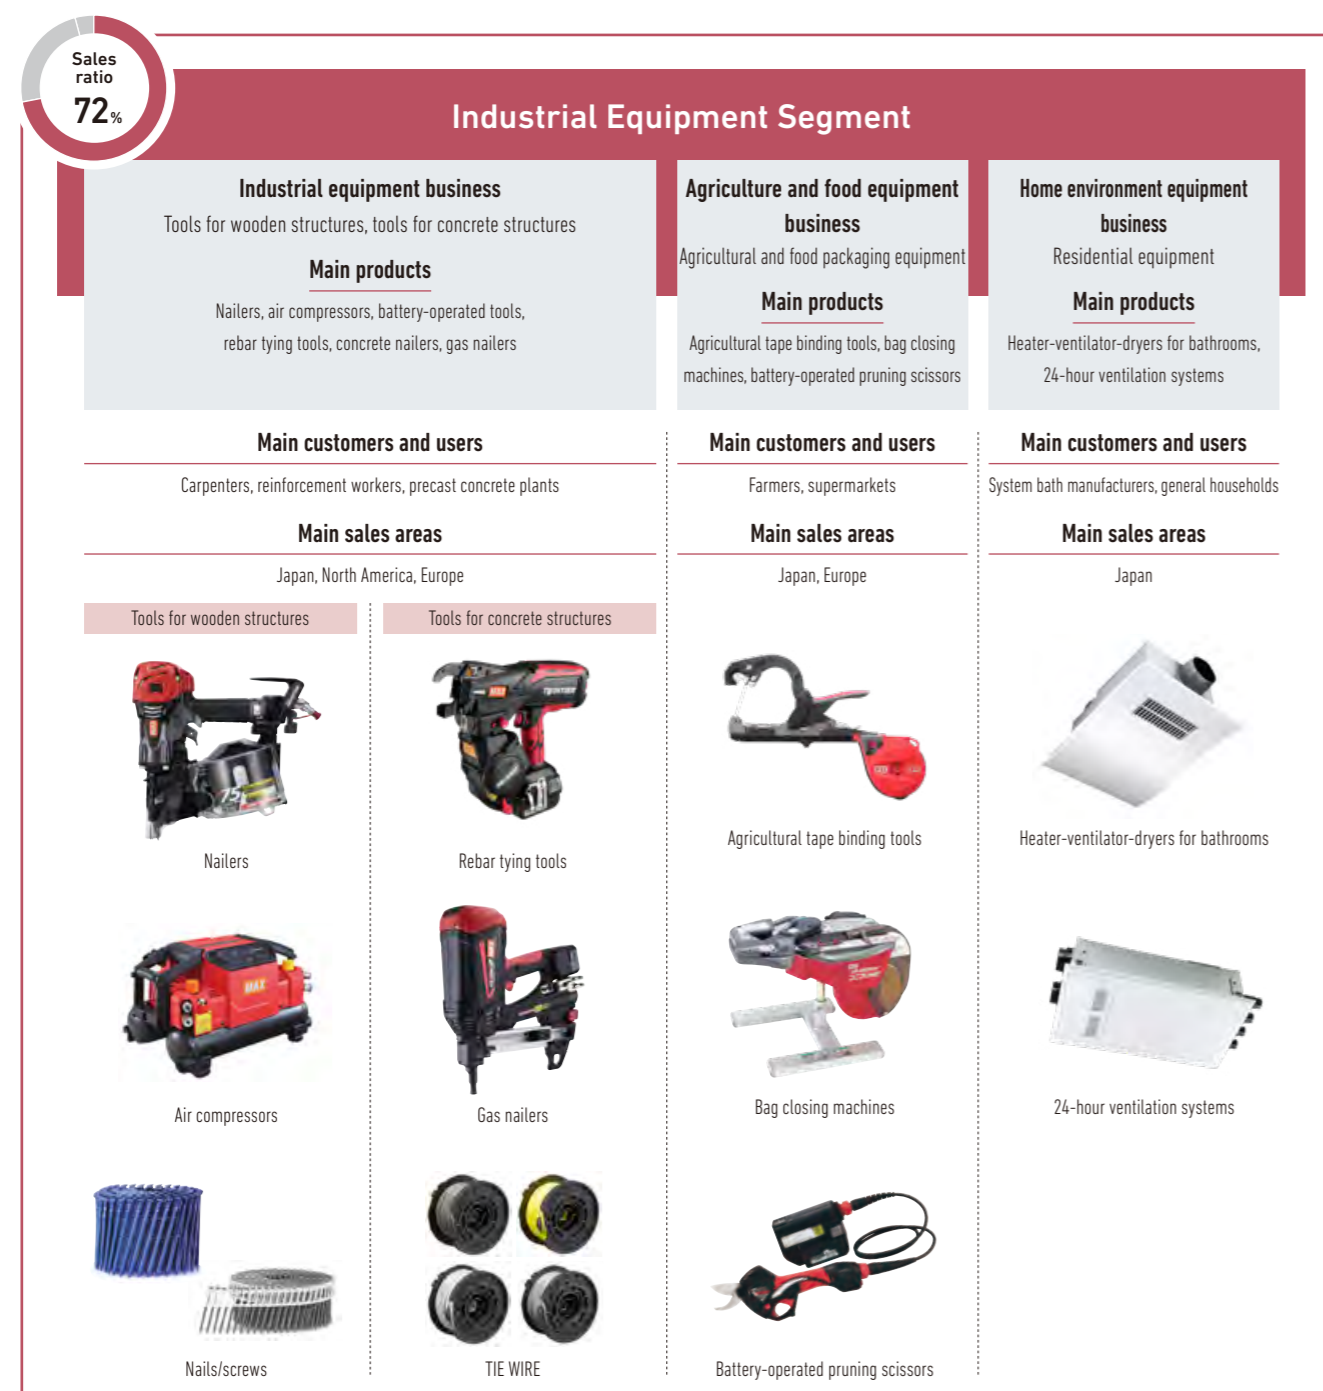 Sales
ratio
72%
Industrial Equipment Segment
Industrial equipment business
Tools for wooden structures, tools for concrete structures
Main products
Nailers, air compressors, battery-operated tools,
rebar tying tools, concrete nailers, gas nailers
Main customers and users
Carpenters, reinforcement workers, precast concrete plants
Main sales areas
Japan, North America, Europe
Tools for wooden structures
75
Nailers
MAX
Air compressors
Nails/screws
Tools for concrete structures
MAX
Rebar tying tools
Gas nailers
TIE WIRE
Agriculture and food equipment
business
Agricultural and food packaging equipment
Main products
Agricultural tape binding tools, bag closing
machines, battery-operated pruning scissors
Main customers and users
Farmers, supermarkets
Main sales areas
Japan, Europe
Agricultural tape binding tools
Bag closing machines
Battery-operated pruning scissors
Home environment equipment
business
Residential equipment
Main products
Heater-ventilator-dryers for bathrooms,
24-hour ventilation systems
Main customers and users
System bath manufacturers, general households
Main sales areas
Japan
Heater-ventilator-dryers for bathrooms
24-hour ventilation systems